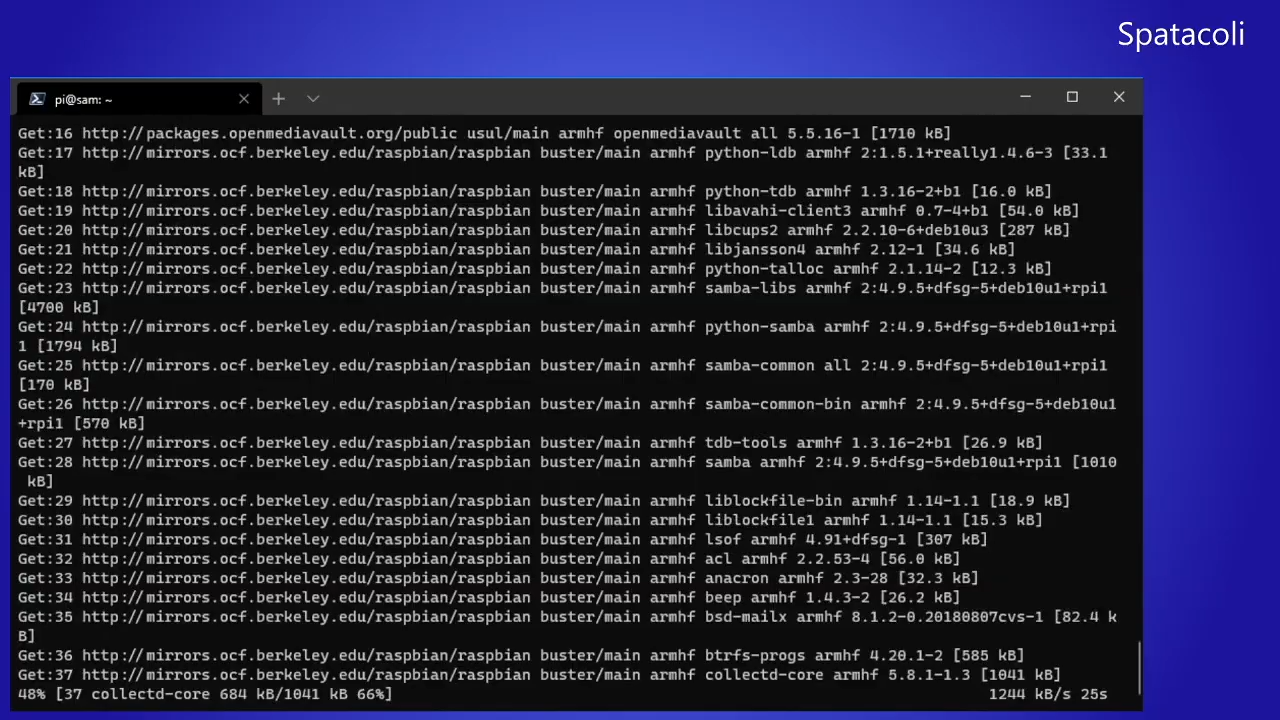 Spatacoli
pi@sam: ~
Get:16 http://packages.openmediavault.org/public usul/main armhf openmediavault all 5.5.16-1 [1710 kB]
Get:17 http://mirrors.ocf.berkeley.edu/raspbian/raspbian buster/main armhf python-ldb armhf 2:1.5.1+really1.4.6-3 [33.1
kB]
Get:18 http://mirrors.ocf.berkeley.edu/raspbian/raspbian buster/main armhf python-tdb armhf 1.3.16-2+b1 [16.0 kB]
Get:19 http://mirrors.ocf.berkeley.edu/raspbian/raspbian buster/main armhf libavahi-client3 armhf 0.7-4+b1 [54.0 kB]
Get:20 http://mirrors.ocf.berkeley.edu/raspbian/raspbian buster/main armhf libcups2 armhf 2.2.10-6+deb10u3 [287 kB]
Get:21 http://mirrors.ocf.berkeley.edu/raspbian/raspbian buster/main armhf libjansson4 armhf 2.12-1 [34.6 kB]
Get:22 http://mirrors.ocf.berkeley.edu/raspbian/raspbian buster/main armhf python-talloc armhf 2.1.14-2 [12.3 kB]
Get:23 http://mirrors.ocf.berkeley.edu/raspbian/raspbian buster/main armhf samba-libs armhf 2:4.9.5+dfsg-5+deb10u1+rpi1
[4700 kB]
Get:24 http://mirrors.ocf.berkeley.edu/raspbian/raspbian buster/main armhf python-samba armhf 2:4.9.5+dfsg-5+deb10u1+rpi
1 [1794 kB]
Get:25 http://mirrors.ocf.berkeley.edu/raspbian/raspbian buster/main armhf samba-common all 2:4.9.5+dfsg-5+deb10u1+rpi1
[170 kB]
Get:26 http://mirrors.ocf.berkeley.edu/raspbian/raspbian buster/main armhf samba-common-bin armhf 2:4.9.5+dfsg-5+deb10u1
+rpi1 [570 kB]
Get:27 http://mirrors.ocf.berkeley.edu/raspbian/raspbian buster/main armhf tdb-tools armhf 1.3.16-2+b1 [26.9 kB]
Get:28 http://mirrors.ocf.berkeley.edu/raspbian/raspbian buster/main armhf samba armhf 2:4.9.5+dfsg-5+deb10u1+rpi1 [1010
kB]
Get:29 http://mirrors.ocf.berkeley.edu/raspbian/raspbian buster/main armhf liblockfile-bin armhf 1.14-1.1 [18.9 kB]
Get:30 http://mirrors.ocf.berkeley.edu/raspbian/raspbian buster/main armhf liblockfile1 armhf 1.14-1.1 [15.3 kB]
Get:31 http://mirrors.ocf.berkeley.edu/raspbian/raspbian buster/main armhf lsof armhf 4.91+dfsg-1 [307 kB]
Get:32 http://mirrors.ocf.berkeley.edu/raspbian/raspbian buster/main armhf acl armhf 2.2.53-4 [56.0 kB]
Get:33 http://mirrors.ocf.berkeley.edu/raspbian/raspbian buster/main armhf anacron armhf 2.3-28 [32.3 kB]
Get:34 http://mirrors.ocf.berkeley.edu/raspbian/raspbian buster/main armhf beep armhf 1.4.3-2 [26.2 kB]
Get:35 http://mirrors.ocf.berkeley.edu/raspbian/raspbian buster/main armhf bsd-mailx armhf 8.1.2-0.20180807cvs-1 [82.4 k
B]
Get:36 http://mirrors.ocf.berkeley.edu/raspbian/raspbian buster/main armhf btrfs-progs armhf 4.20.1-2 [585 kB]
Get:37 http://mirrors.ocf.berkeley.edu/raspbian/raspbian buster/main armhf collectd-core armhf 5.8.1-1.3 [1041 kB]
48% [37 collectd-core 684 kB/1041 kB 66%] 1244 kB/s 25s